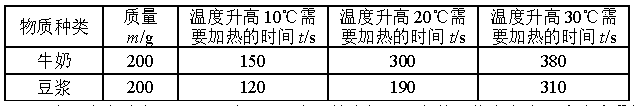 物质种类 质量 m/g 温度升高10℃需要加热的时间t/s 温度升高20℃需要加热的时间t/s 温度升高30℃需要加热的时间t/s
牛奶 200 150 300 380
豆浆 200 120 190 310